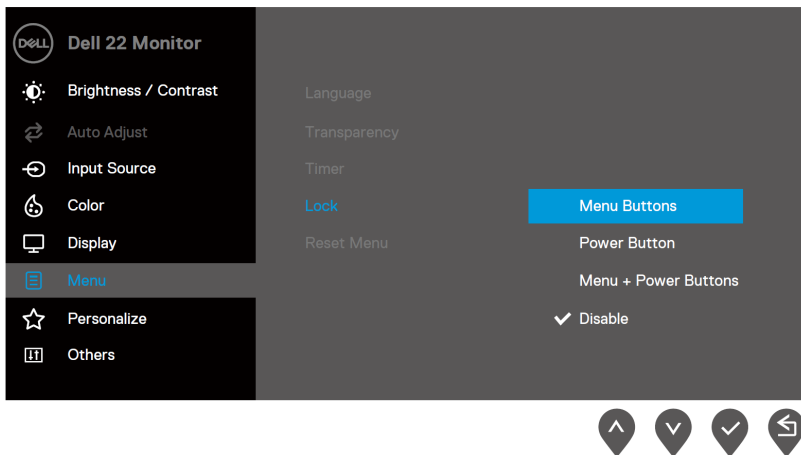 DELL Dell 22 Monitor
Brightness / Contrast
Auto Adjust
Input Source
Color
Display
Menu
Personalize
Others
Language
Transparency
Timer
Lock
Reset Menu
Menu Buttons
Power Button
Menu + Power Buttons
Disable